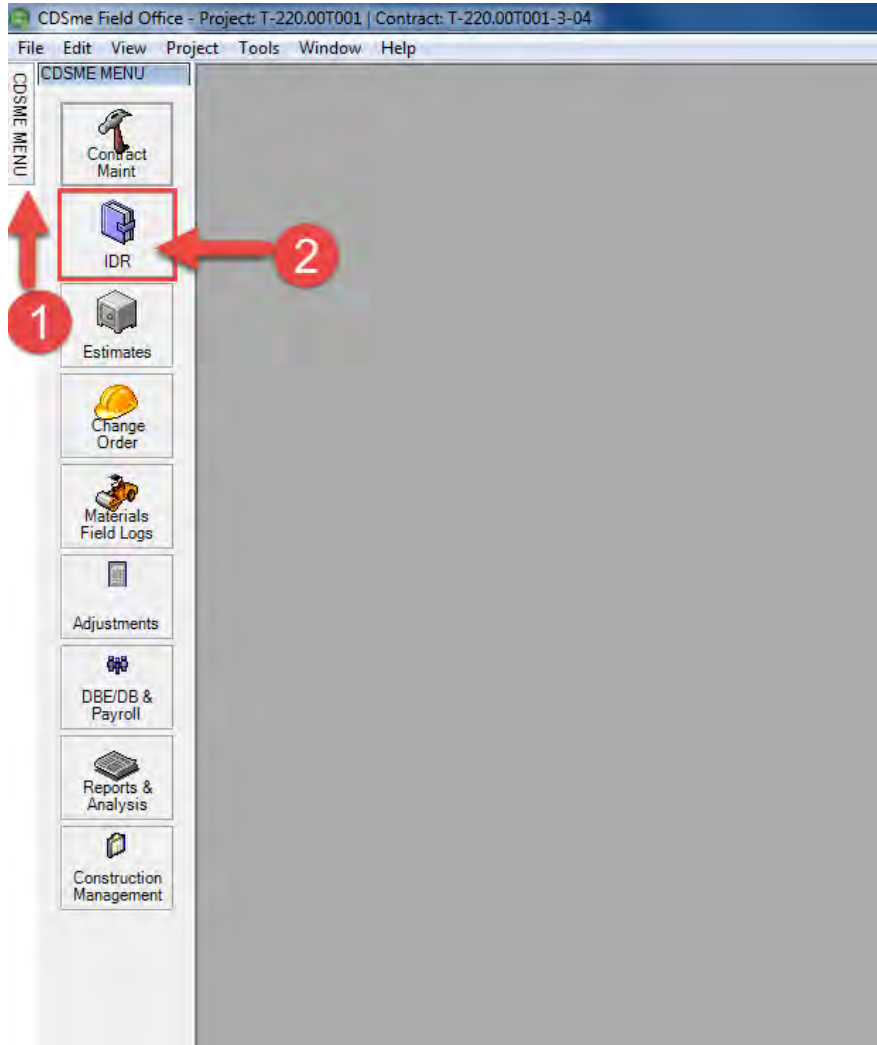 CDSme Field Office - Project: T-220.00T001 | Contract: T-220.00T001-3-04
File Edit View Project Tools Window Help
CDSME MENU
CDSME MENU
Contract
Maint
IDR
2
1
Estimates
Change
Order
Materials
Field Logs
Adjustments
DBE/DB &
Payroll
Reports &
Analysis
Construction
Management